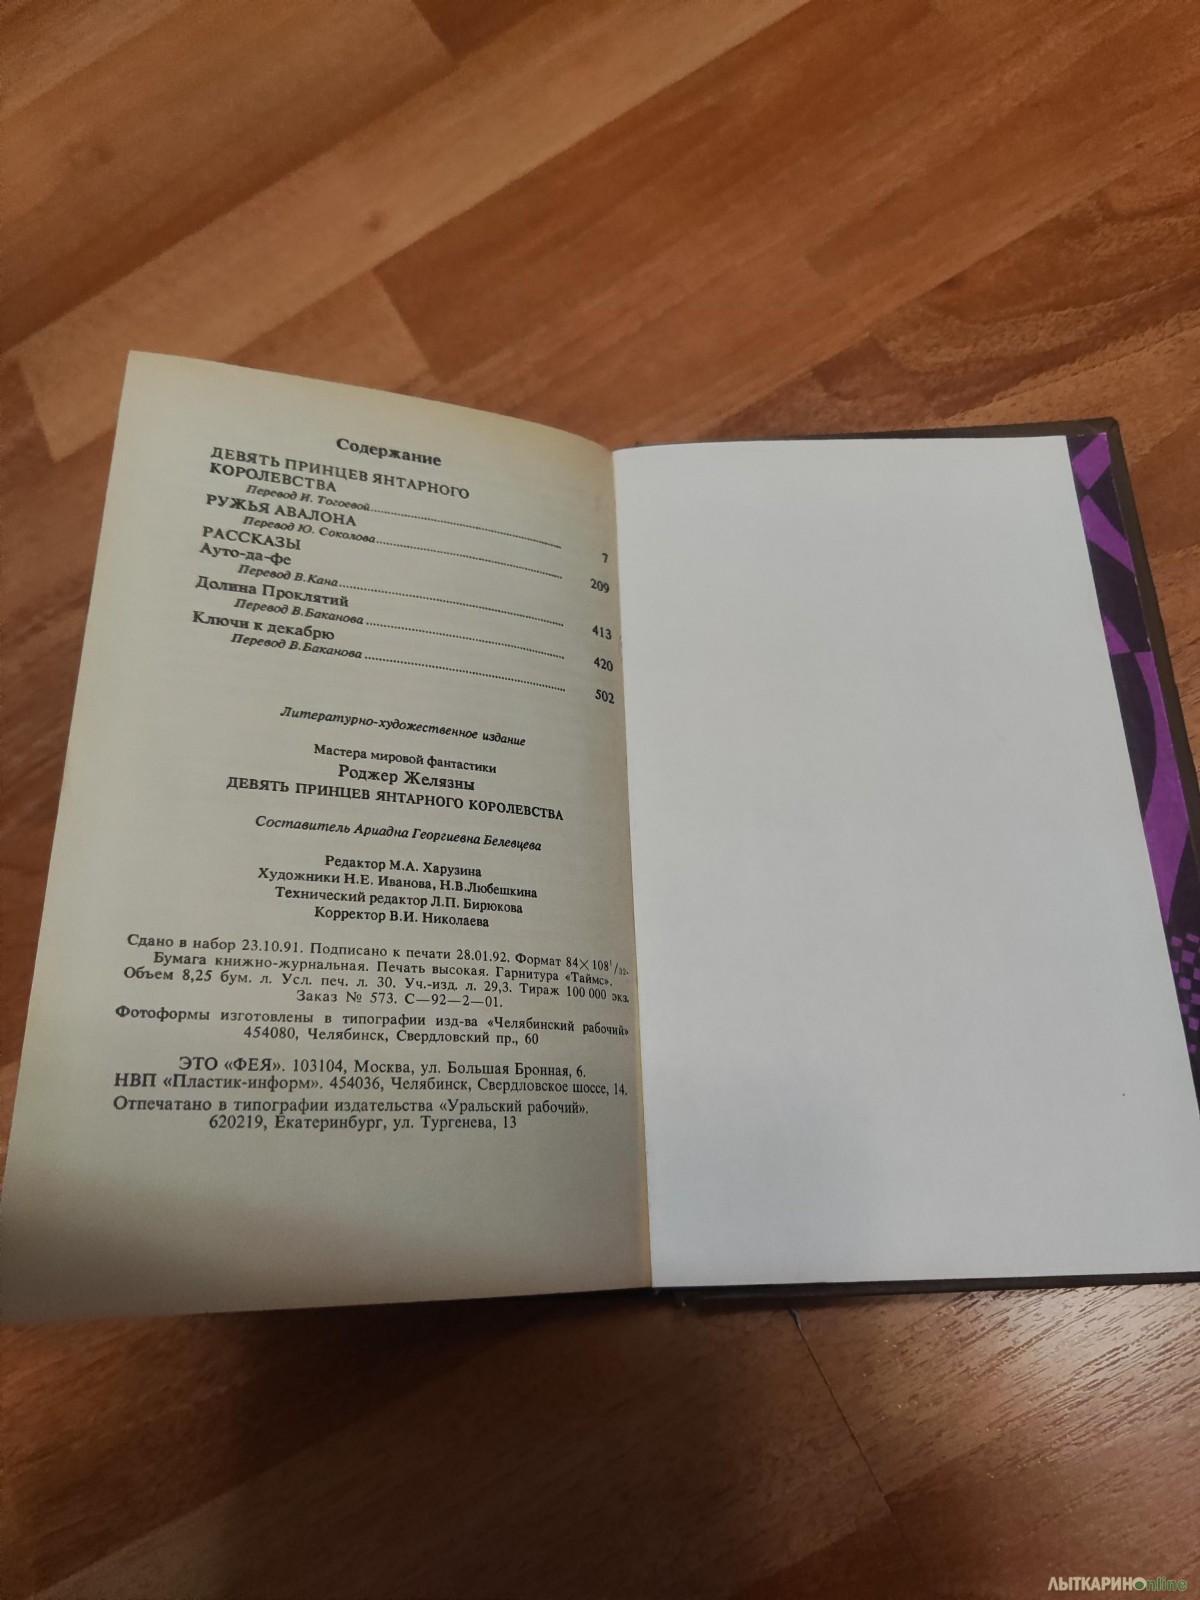 Содержание
ДЕВЯТЬ ПРИНЦЕВ ЯНТАРНОГО
КОРОЛЕВСТВА
Перевод И. Тогоевой.......... 7
РУЖЬЯ АВАЛОНА
Перевод Ю. Соколова.......... 209
РАССКАЗЫ
Ауто-да-фе
Перевод В.Кана.......... 413
Долина Проклятий
Перевод В.Баканова.......... 420
Ключи к декабрю
Перевод В.Баканова.......... 502
Литературно-художественное издание
Мастера мировой фантастики
Роджер Желязны
ДЕВЯТЬ ПРИНЦЕВ ЯНТАРНОГО КОРОЛЕВСТВА
Составитель Ариадна Георгиевна Белевцева
Редактор М.А. Харузина
Художники Н.Е. Иванова, Н.В.Любешкина
Технический редактор Л.П. Бирюкова
Корректор В.И. Николаева
Сдано в набор 23.10.91. Подписано к печати 28.01.92. Формат 84×108¹/₃₂.
Бумага книжно-журнальная. Печать высокая. Гарнитура «Таймс».
Объем 8,25 бум. л. Усл. печ. л. 30. Уч.-изд. л. 29,3. Тираж 100 000 экз.
Заказ № 573. С—92—2—01.
Фотоформы изготовлены в типографии изд-ва «Челябинский рабочий»
454080, Челябинск, Свердловский пр., 60
ЭТО «ФЕЯ». 103104, Москва, ул. Большая Бронная, 6.
НВП «Пластик-информ». 454036, Челябинск, Свердловское шоссе, 14.
Отпечатано в типографии издательства «Уральский рабочий».
620219, Екатеринбург, ул. Тургенева, 13
ЛЫТКАРИНОonline